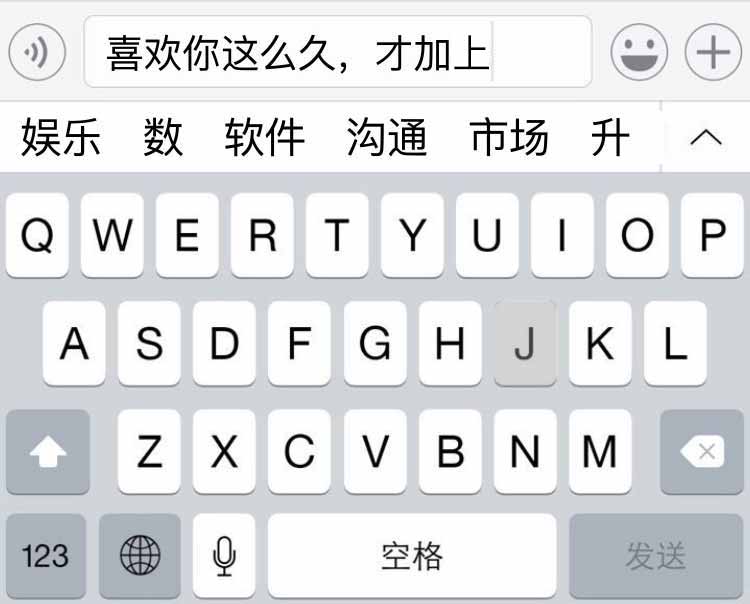 喜欢你这么久，才加上
娱乐 数 软件 沟通 市场 升
Q W E R T Y U I O P
A S D F G H J K L
Z X C V B N M
123 空格 发送